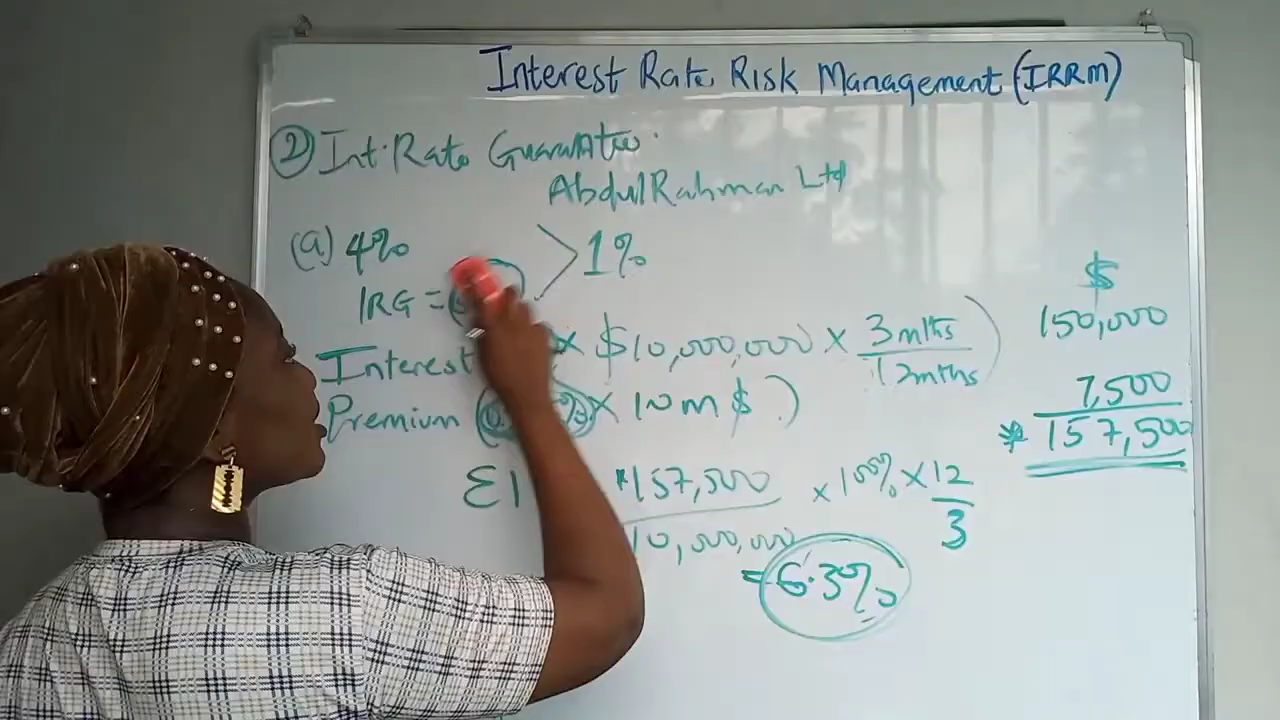 Interest Rate Risk Management (IRRM)
② Int. Rate Guarantee.
AbdulRahman Ltd
(a) 4% > 1%
IRG =
Interest × $10,000,000 × 3mths/12mths) 
Premium ( × 10m$ )
$
150,000
7,500
* 157,500
EI 157,500/10,000,000 × 100% × 12/3
= 6.3%